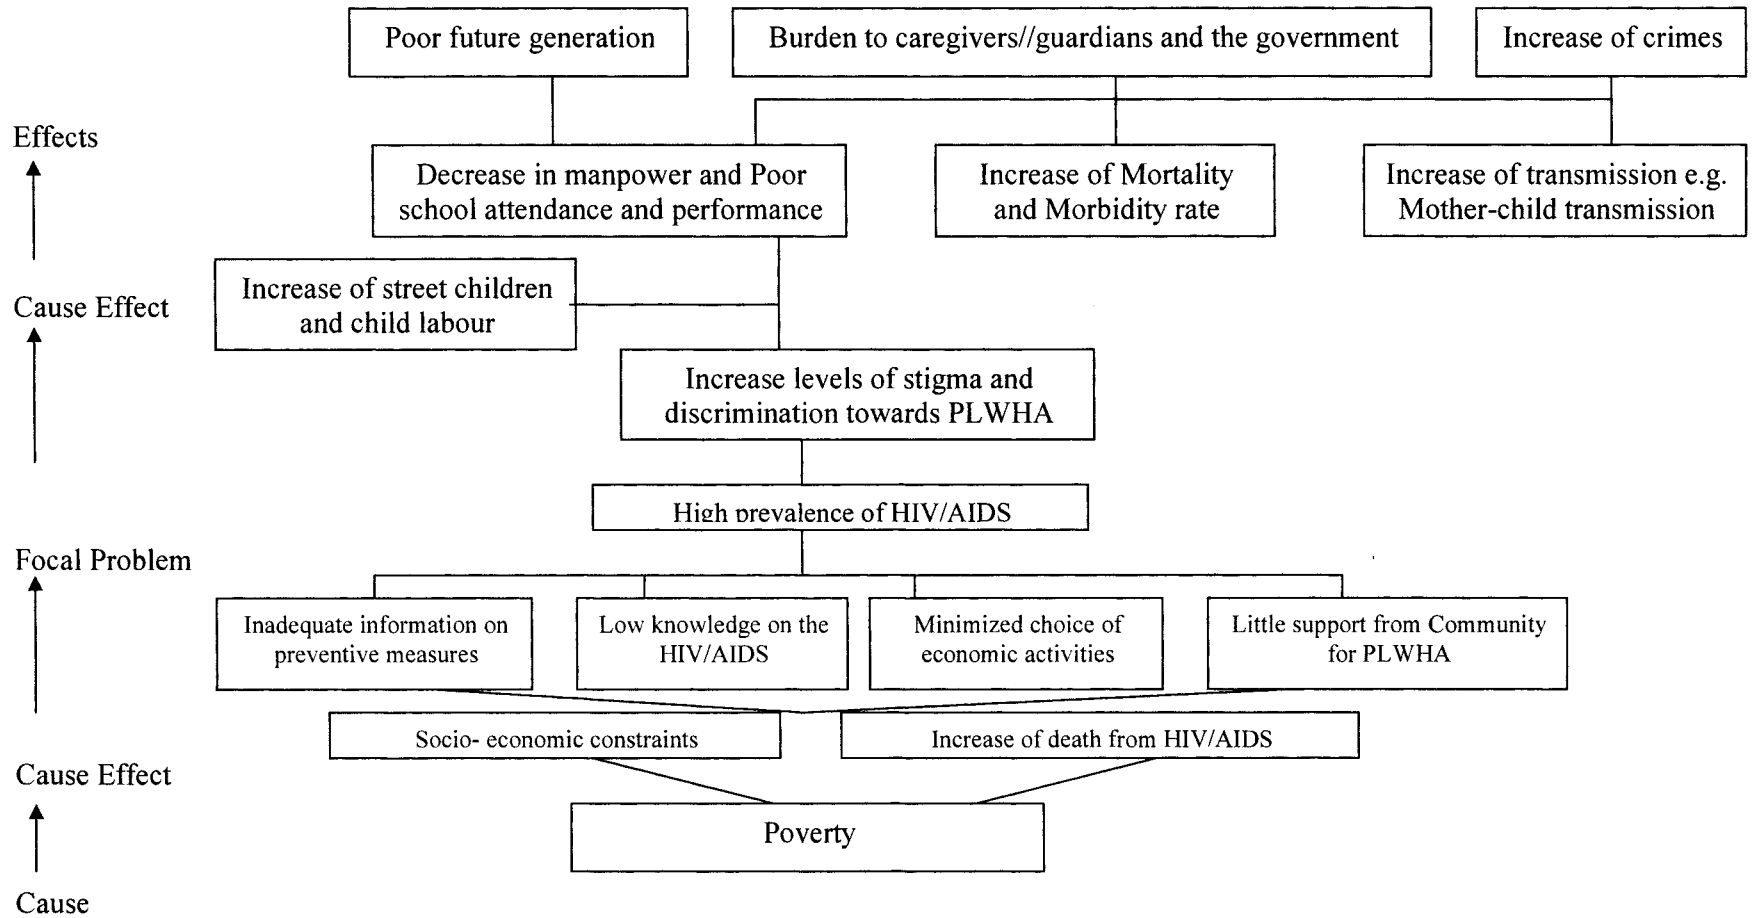 Poor future generation
Burden to caregivers//guardians and the government
Increase of crimes
Effects
Decrease in manpower and Poor
school attendance and performance
Increase of Mortality
and Morbidity rate
Increase of transmission e.g.
Mother-child transmission
Cause Effect
Increase of street children
and child labour
Increase levels of stigma and
discrimination towards PLWHA
High prevalence of HIV/AIDS
Focal Problem
Inadequate information on
preventive measures
Low knowledge on the
HIV/AIDS
Minimized choice of
economic activities
Little support from Community
for PLWHA
Socio- economic constraints
Increase of death from HIV/AIDS
Cause Effect
Poverty
Cause